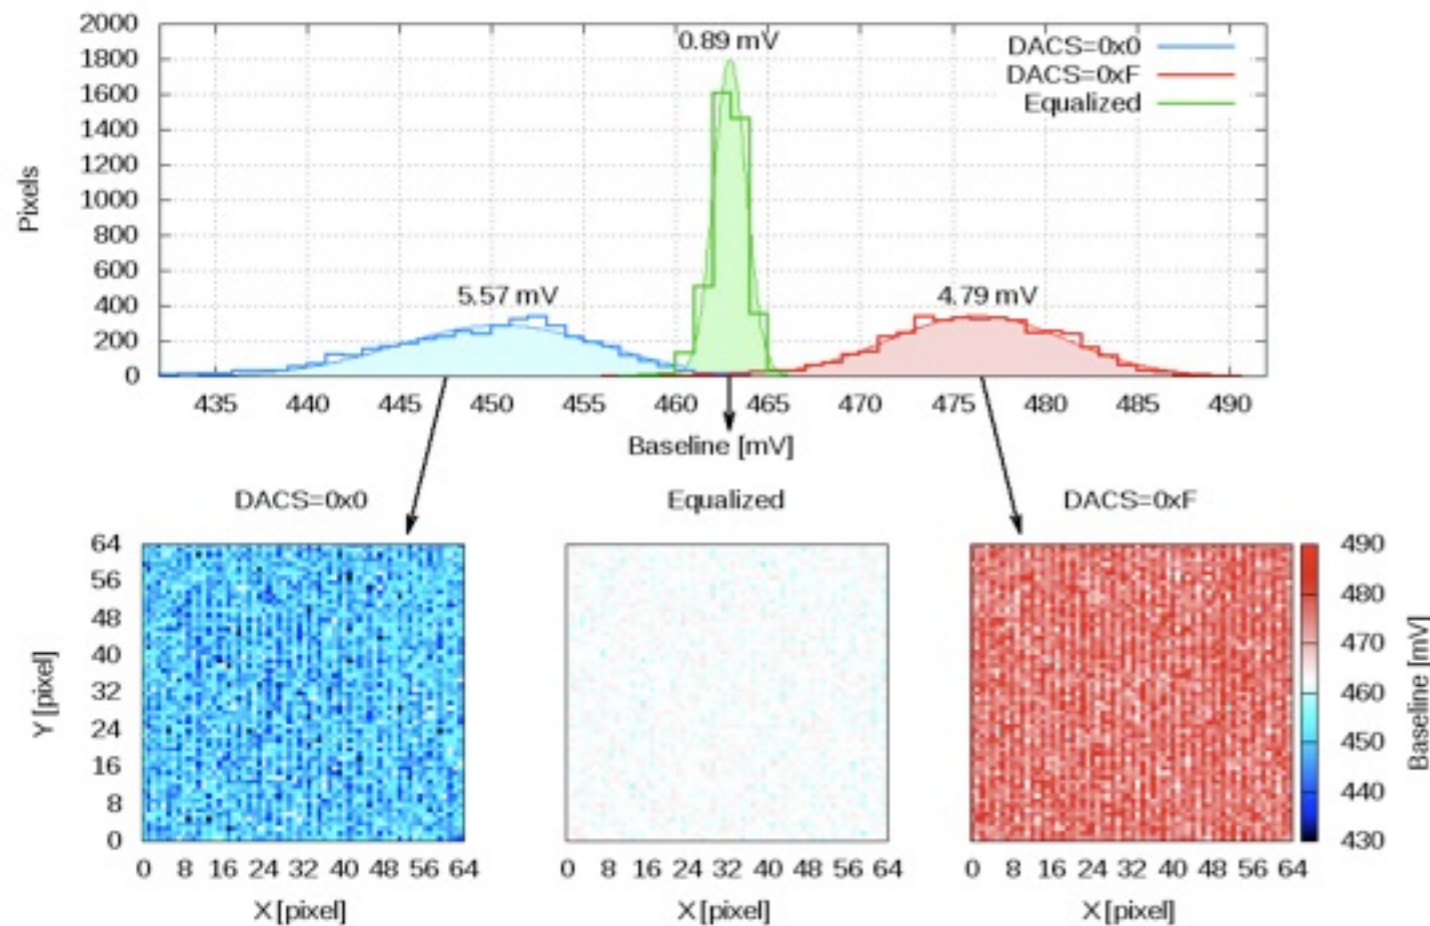 2000
1800
1600
1400
1200
1000
800
600
400
200
0
Pixels
0.89 mV
5.57 mV
4.79 mV
DACS=0x0
DACS=0xF
Equalized
435 440 445 450 455 460 465 470 475 480 485 490
Baseline [mV]
DACS=0x0
Equalized
DACS=0xF
64
56
48
40
32
24
16
8
0
Y [pixel]
0 8 16 24 32 40 48 56 64
X [pixel]
0 8 16 24 32 40 48 56 64
X [pixel]
0 8 16 24 32 40 48 56 64
X [pixel]
490
480
470
460
450
440
430
Baseline [mV]